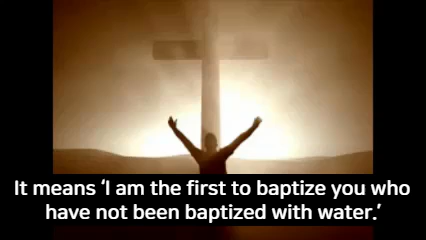 It means ‘I am the first to baptize you who
have not been baptized with water.’